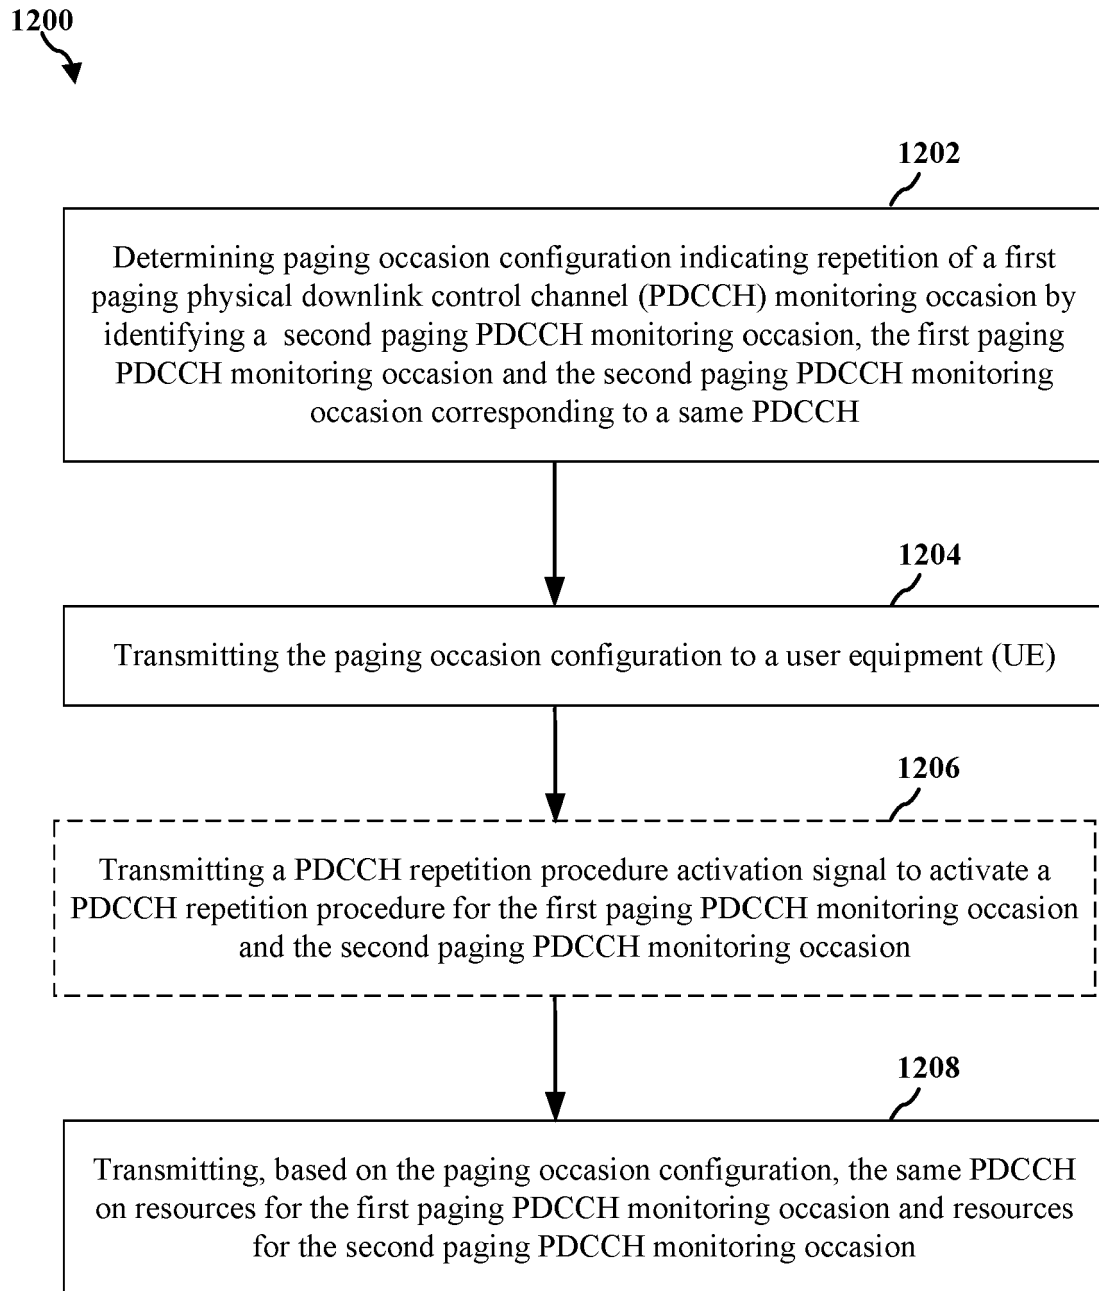 1200
1202
Determining paging occasion configuration indicating repetition of a first
paging physical downlink control channel (PDCCH) monitoring occasion by
identifying a second paging PDCCH monitoring occasion, the first paging
PDCCH monitoring occasion and the second paging PDCCH monitoring
occasion corresponding to a same PDCCH
1204
Transmitting the paging occasion configuration to a user equipment (UE)
1206
Transmitting a PDCCH repetition procedure activation signal to activate a
PDCCH repetition procedure for the first paging PDCCH monitoring occasion
and the second paging PDCCH monitoring occasion
1208
Transmitting, based on the paging occasion configuration, the same PDCCH
on resources for the first paging PDCCH monitoring occasion and resources
for the second paging PDCCH monitoring occasion